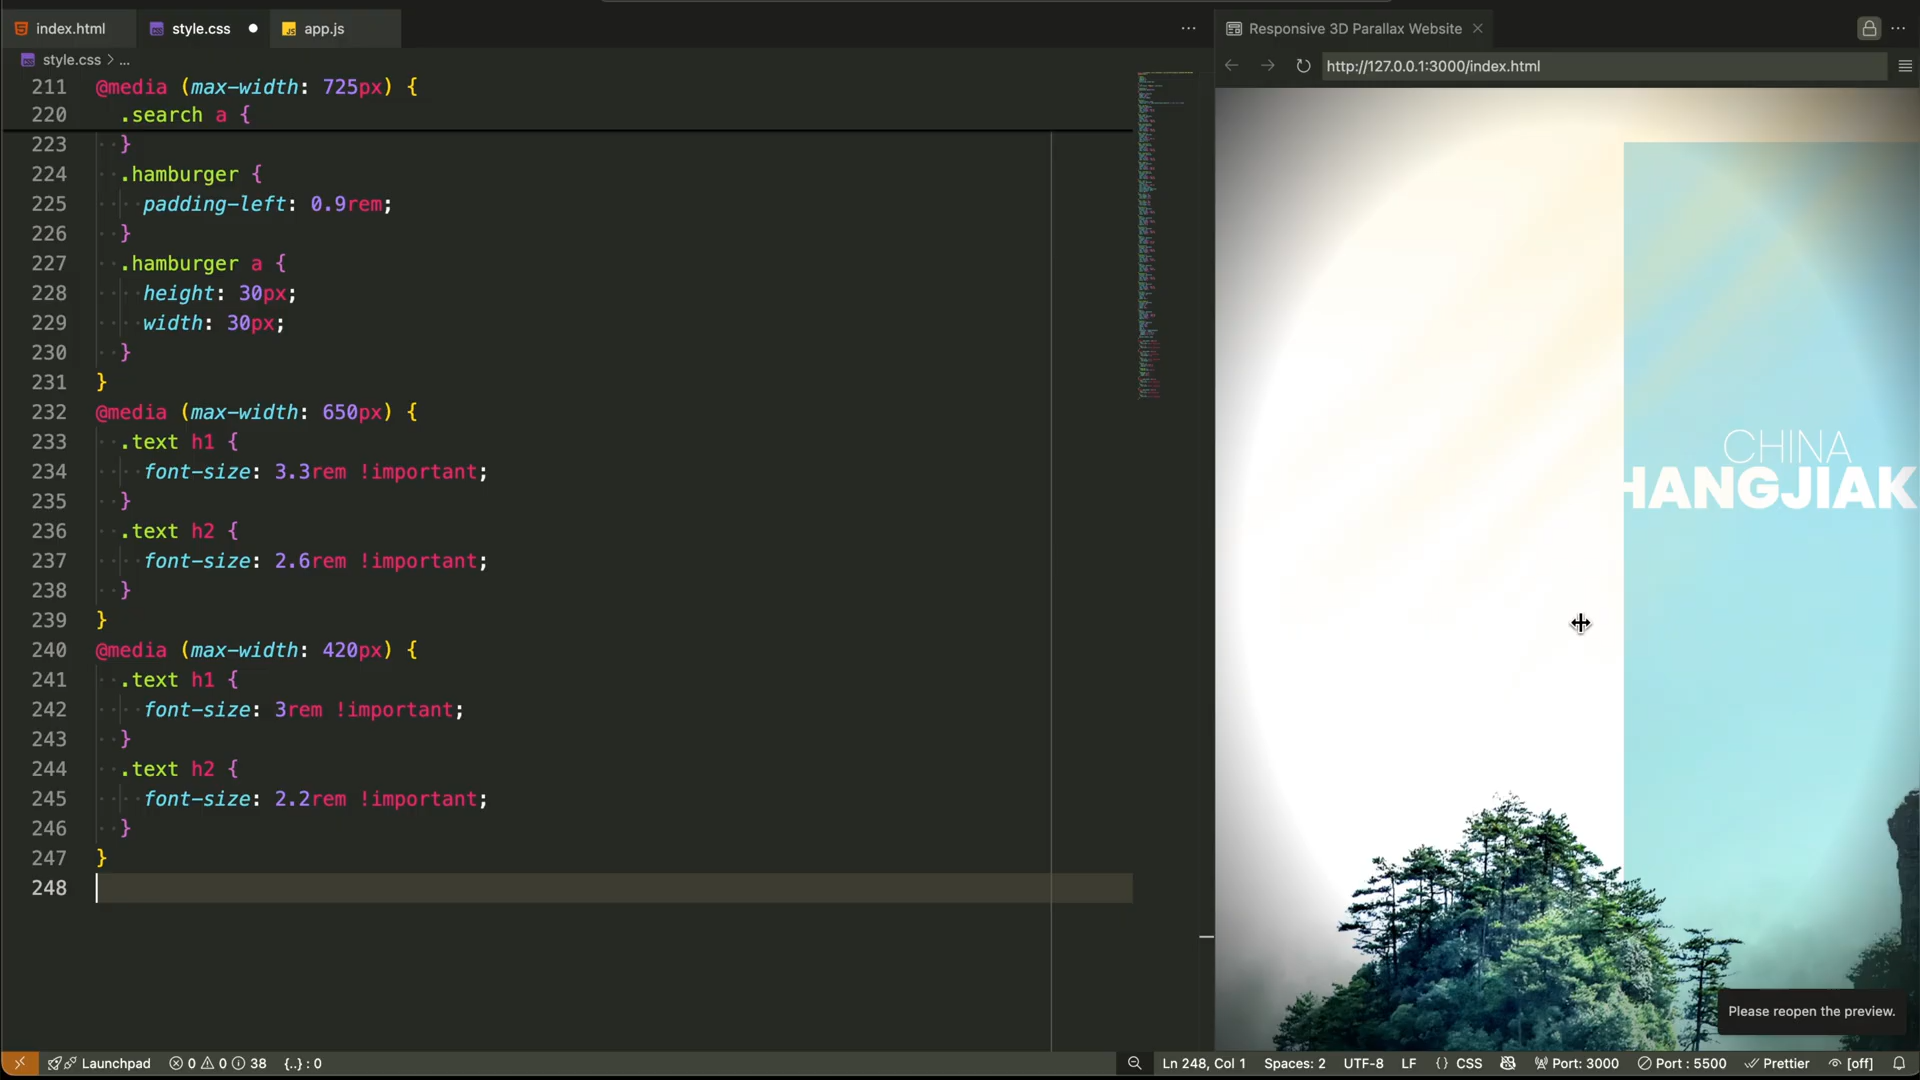 index.html
style.css
app.js
style.css > ...
211 @media (max-width: 725px) {
220 .search a {
223 }
224 .hamburger {
225 padding-left: 0.9rem;
226 }
227 .hamburger a {
228 height: 30px;
229 width: 30px;
230 }
231 }
232 @media (max-width: 650px) {
233 .text h1 {
234 font-size: 3.3rem !important;
235 }
236 .text h2 {
237 font-size: 2.6rem !important;
238 }
239 }
240 @media (max-width: 420px) {
241 .text h1 {
242 font-size: 3rem !important;
243 }
244 .text h2 {
245 font-size: 2.2rem !important;
246 }
247 }
248
Responsive 3D Parallax Website
http://127.0.0.1:3000/index.html
CHINA
HANGJIAK
Please reopen the preview.
Launchpad 0 0 38 {..} : 0
Ln 248, Col 1 Spaces: 2 UTF-8 LF {} CSS Port: 3000 Port : 5500 Prettier [off]